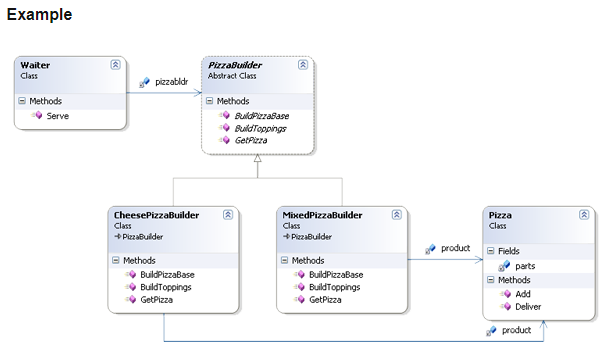 Example
Waiter
Class
Methods
Serve
pizzabldr
PizzaBuilder
Abstract Class
Methods
BuildPizzaBase
BuildToppings
GetPizza
CheesePizzaBuilder
Class
PizzaBuilder
Methods
BuildPizzaBase
BuildToppings
GetPizza
MixedPizzaBuilder
Class
PizzaBuilder
Methods
BuildPizzaBase
BuildToppings
GetPizza
product
Pizza
Class
Fields
parts
Methods
Add
Deliver
product